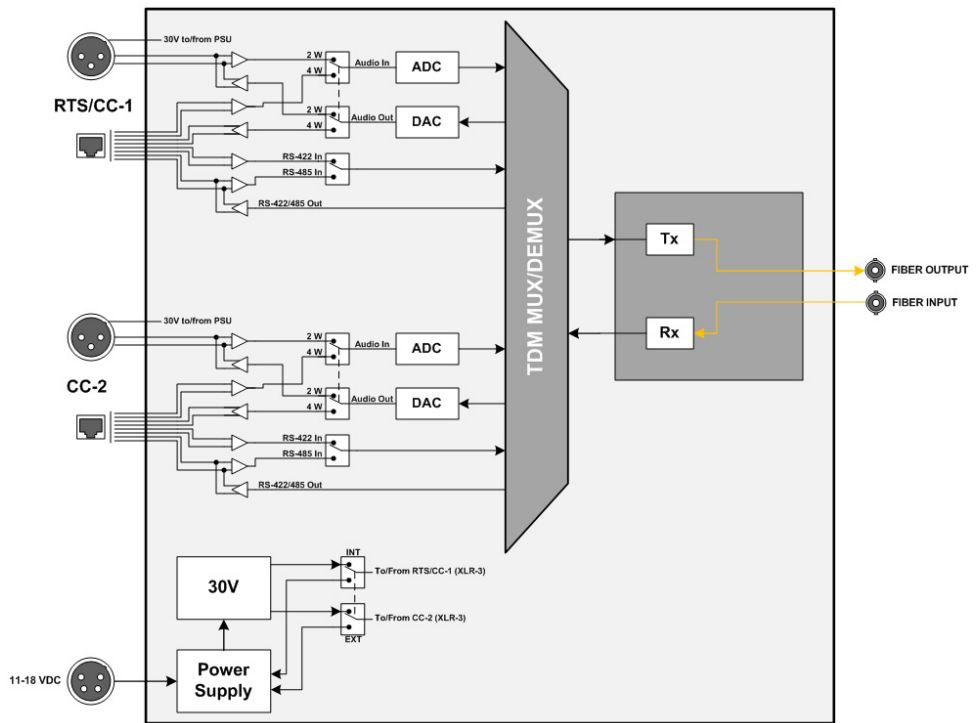 30V to/from PSU
2 W
4 W
Audio In
ADC
RTS/CC-1
2 W
4 W
Audio Out
DAC
RS-422 In
RS-485 In
RS-422/485 Out
TDM MUX/DEMUX
Tx
FIBER OUTPUT
FIBER INPUT
Rx
30V to/from PSU
2 W
4 W
Audio In
ADC
CC-2
2 W
4 W
Audio Out
DAC
RS-422 In
RS-485 In
RS-422/485 Out
INT
To/From RTS/CC-1 (XLR-3)
30V
To/From CC-2 (XLR-3)
EXT
11-18 VDC
Power
Supply